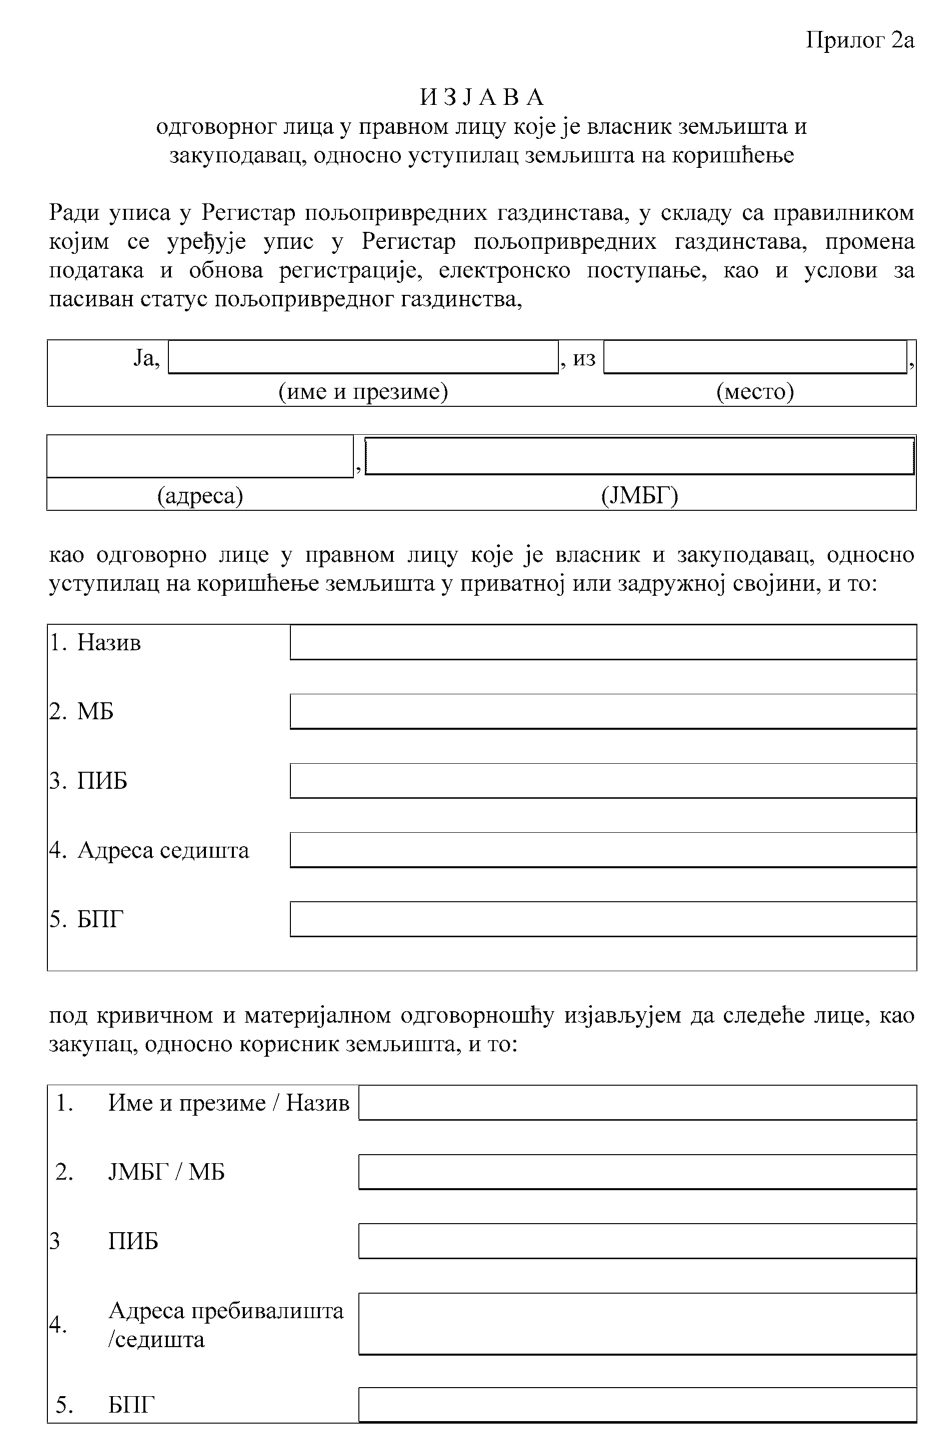 Прилог 2а
И З Ј А В А
одговорног лица у правном лицу које је власник земљишта и
закуподавац, односно уступилац земљишта на коришћење
Ради уписа у Регистар пољопривредних газдинстава, у складу са правилником
којим се уређује упис у Регистар пољопривредних газдинстава, промена
података и обнова регистрације, електронско поступање, као и услови за
пасиван статус пољопривредног газдинства,
Ја, , из ,
(име и презиме) (место)
,
(адреса) (ЈМБГ)
као одговорно лице у правном лицу које је власник и закуподавац, односно
уступилац на коришћење земљишта у приватној или задружној својини, и то:
1. Назив
2. МБ
3. ПИБ
4. Адреса седишта
5. БПГ
под кривичном и материјалном одговорношћу изјављујем да следеће лице, као
закупац, односно корисник земљишта, и то:
1. Име и презиме / Назив
2. ЈМБГ / МБ
3 ПИБ
4. Адреса пребивалишта
/седишта
5. БПГ